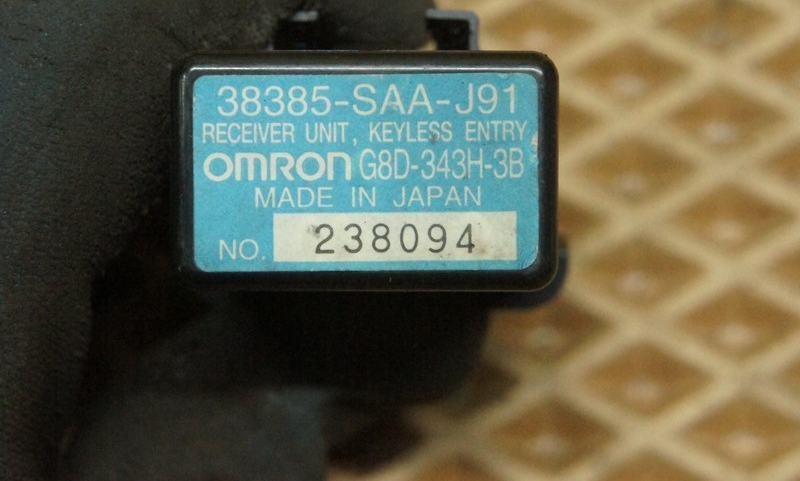 38385-SAA-J91
RECEIVER UNIT, KEYLESS ENTRY
OMRON G8D-343H-3B
MADE IN JAPAN
NO. 238094